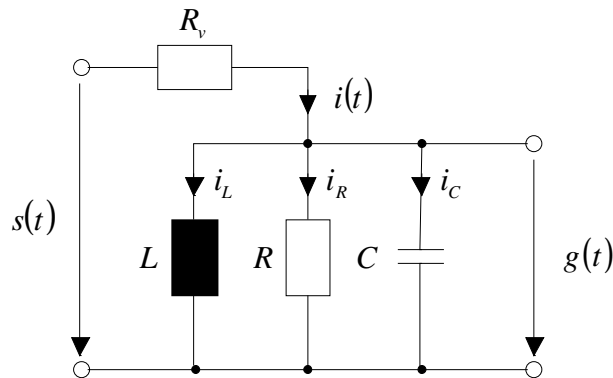 R_v
i(t)
i_L i_R i_C
s(t)
L R C
g(t)